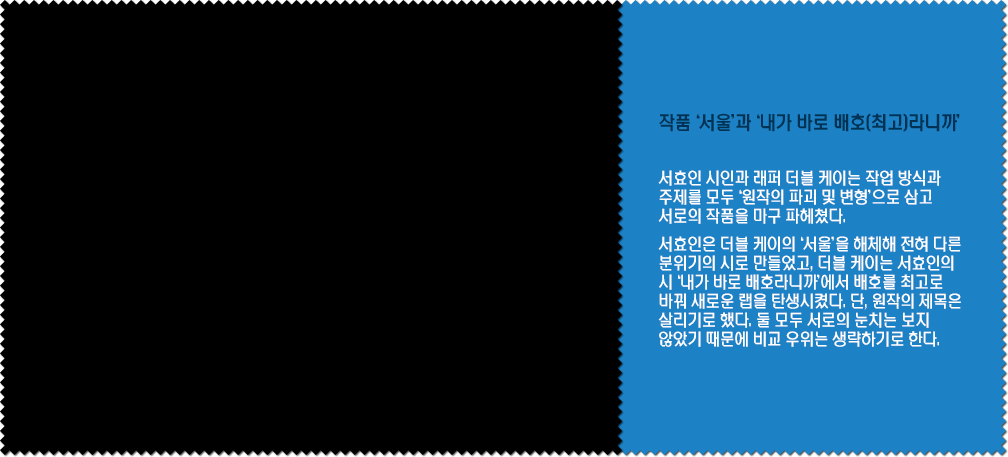 작품 ‘서울’과 ‘내가 바로 배호(최고)라니까’
서효인 시인과 래퍼 더블 케이는 작업 방식과
주제를 모두 ‘원작의 파괴 및 변형’으로 삼고
서로의 작품을 마구 파헤쳤다.
서효인은 더블 케이의 ‘서울’을 해체해 전혀 다른
분위기의 시로 만들었고, 더블 케이는 서효인의
시 ‘내가 바로 배호라니까’에서 배호를 최고로
바꿔 새로운 랩을 탄생시켰다. 단, 원작의 제목은
살리기로 했다. 둘 모두 서로의 눈치는 보지
않았기 때문에 비교 우위는 생략하기로 한다.